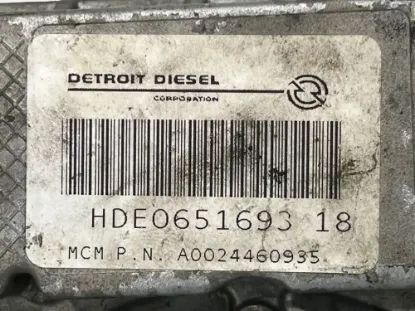 DETROIT DIESEL
CORPORATION
HDE0651693 18
MCM P.N. A0024460935